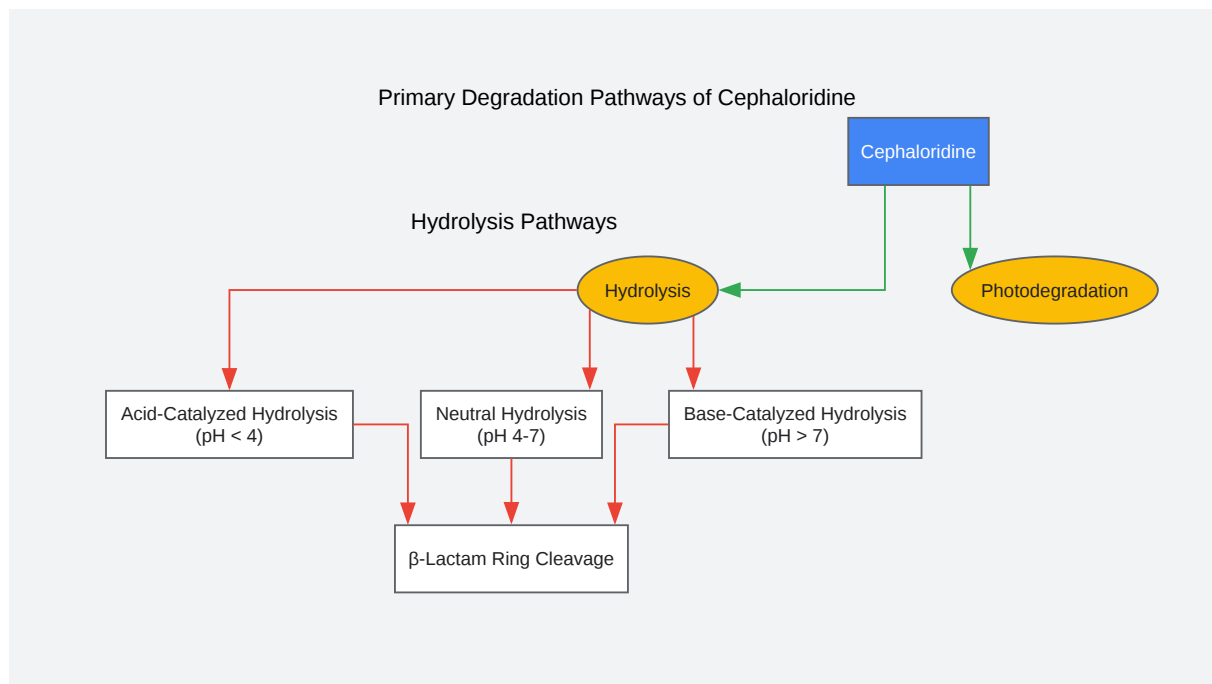 Primary Degradation Pathways of Cephaloridine
Cephaloridine
Hydrolysis Pathways
Hydrolysis
Photodegradation
Acid-Catalyzed Hydrolysis
(pH < 4)
Neutral Hydrolysis
(pH 4-7)
Base-Catalyzed Hydrolysis
(pH > 7)
β-Lactam Ring Cleavage